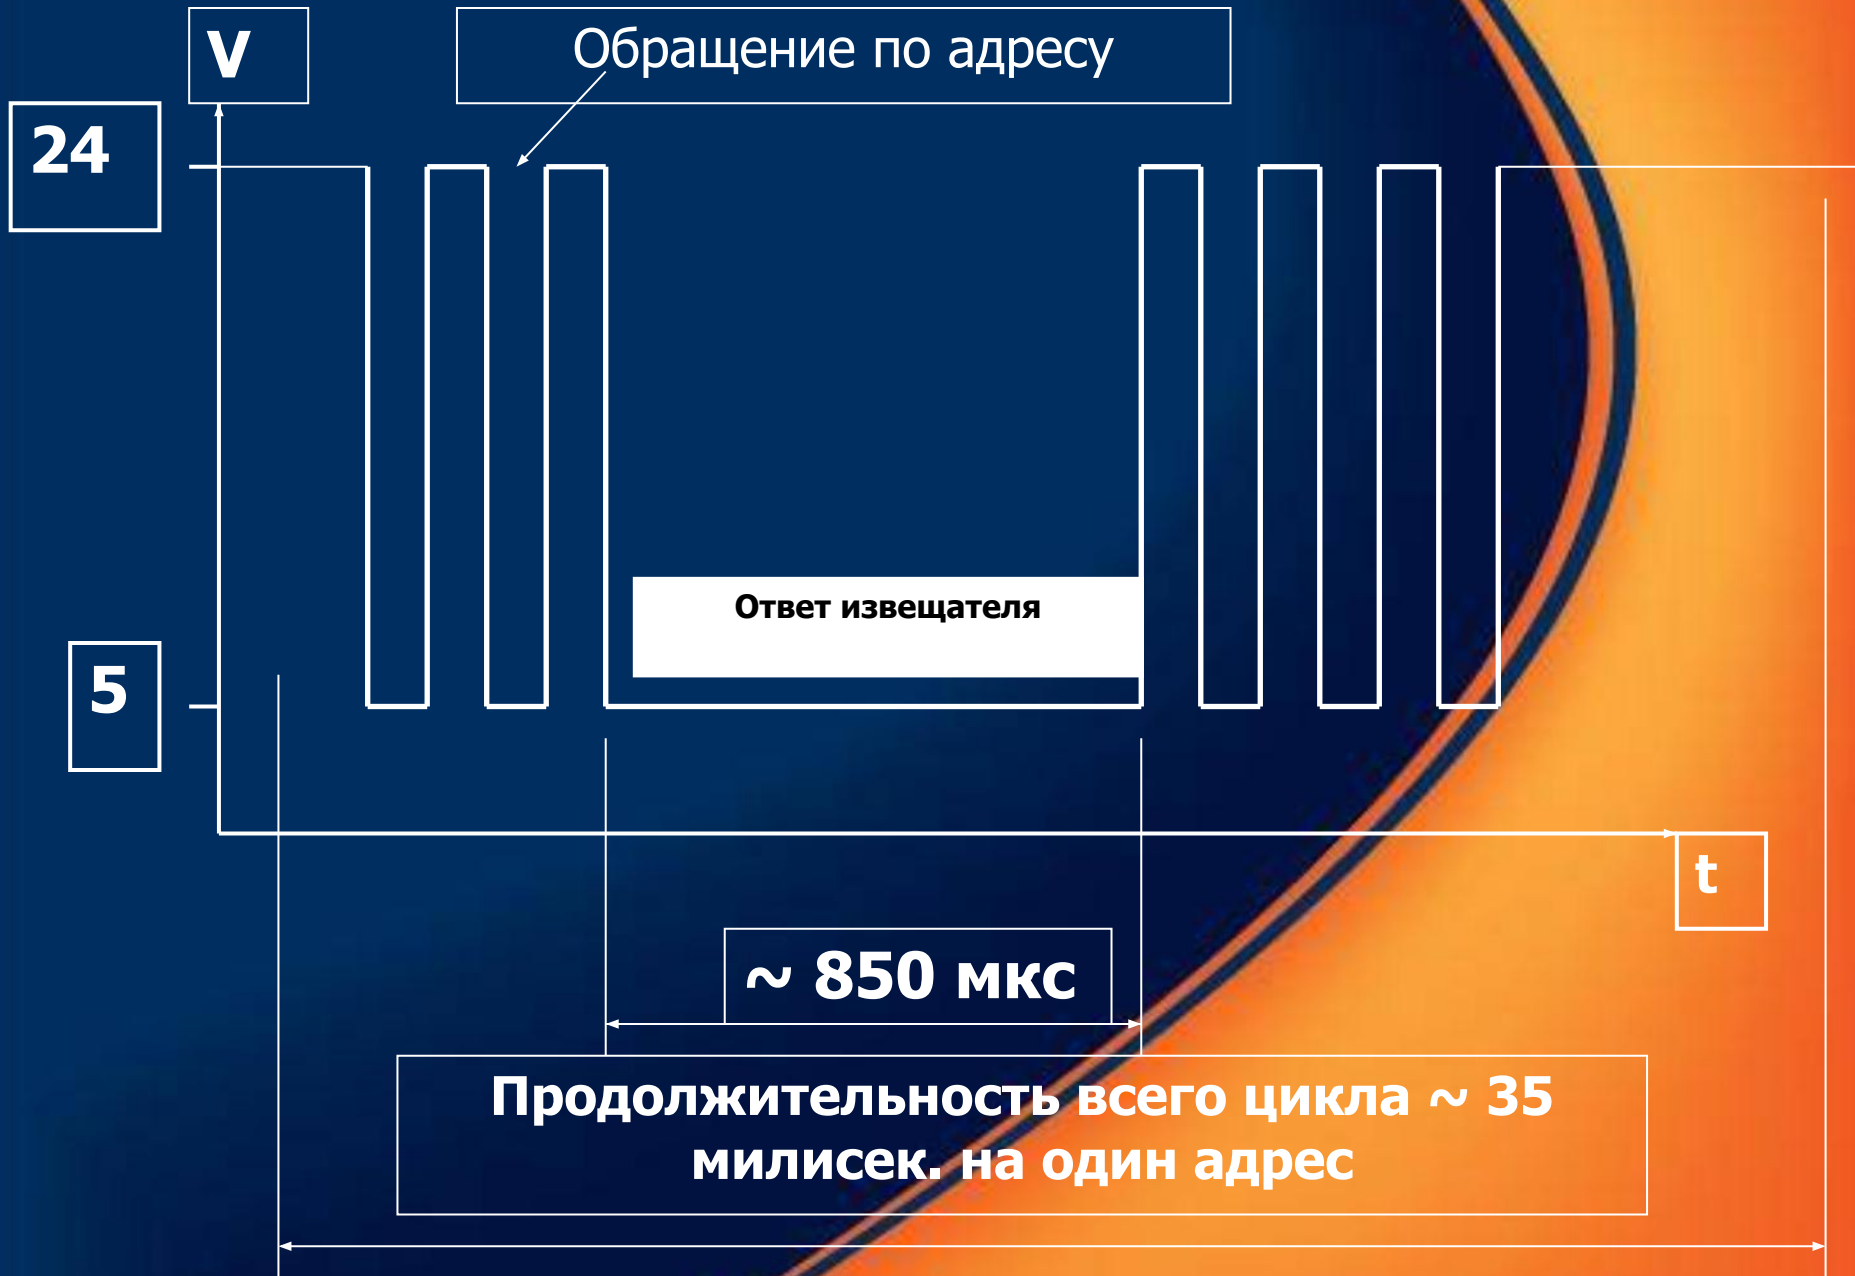 V
Обращение по адресу
24
Ответ извещателя
5
t
~ 850 мкс
Продолжительность всего цикла ~ 35
милисек. на один адрес